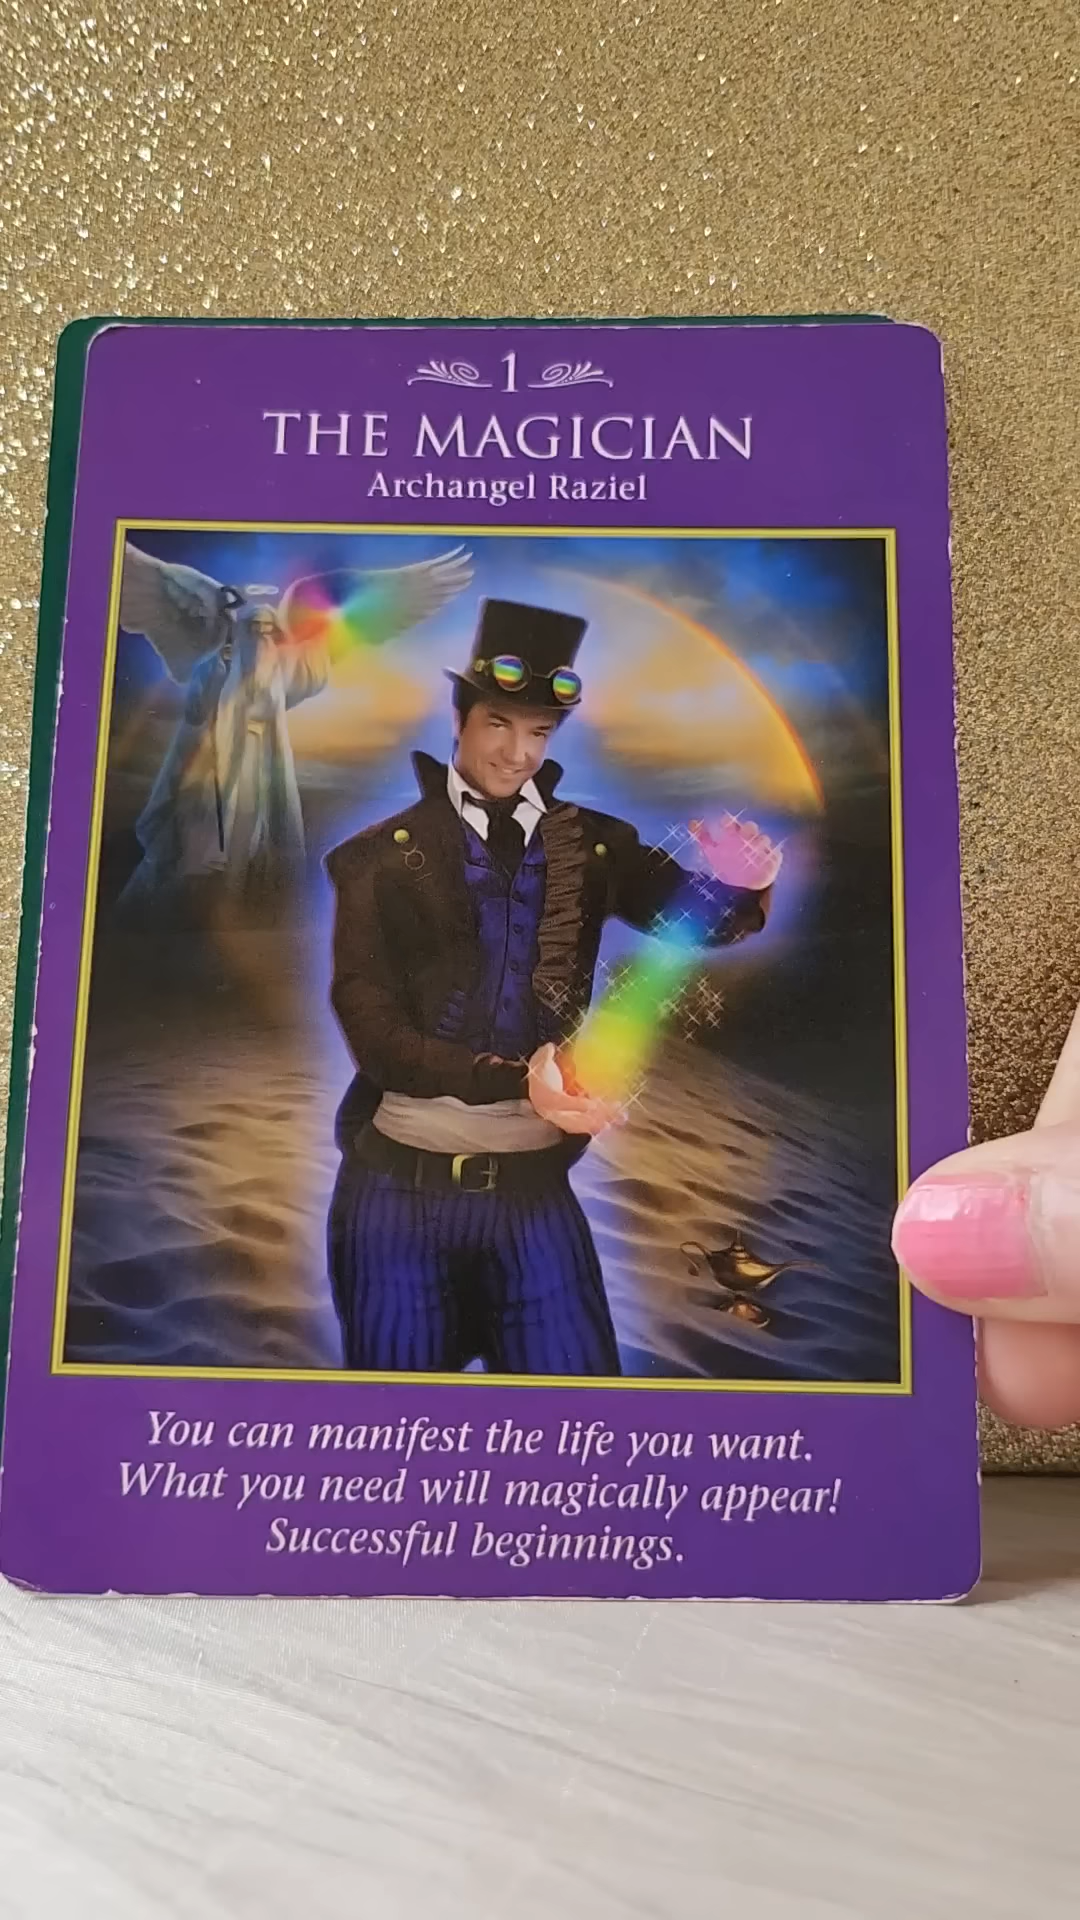 1
THE MAGICIAN
Archangel Raziel
You can manifest the life you want.
What you need will magically appear!
Successful beginnings.